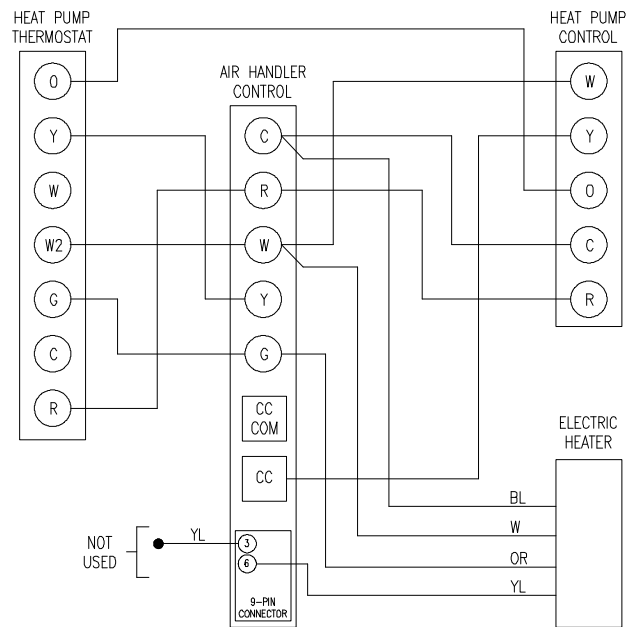 HEAT PUMP
THERMOSTAT
O
Y
W
W2
G
C
R
AIR HANDLER
CONTROL
C
R
W
Y
G
CC
COM
CC
3
6
9-PIN
CONNECTOR
NOT
USED
YL
HEAT PUMP
CONTROL
W
Y
O
C
R
ELECTRIC
HEATER
BL
W
OR
YL